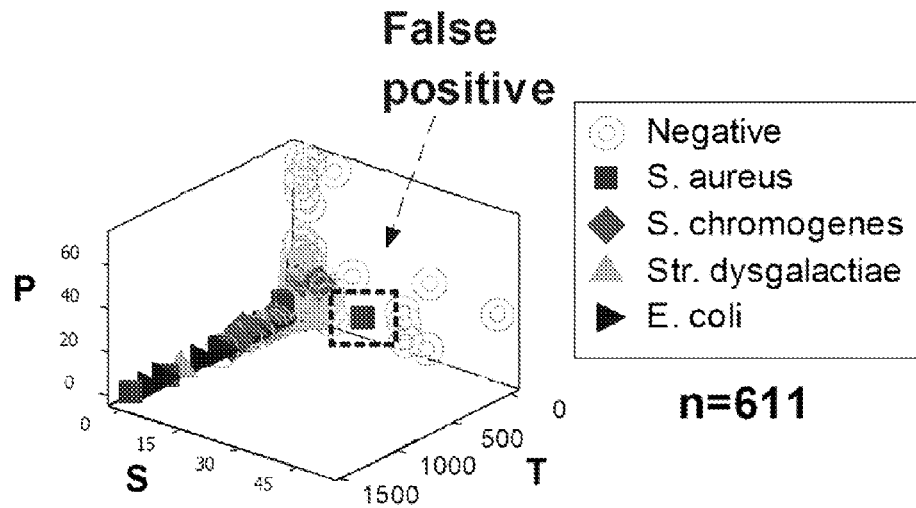 False
positive
Negative
S. aureus
S. chromogenes
Str. dysgalactiae
E. coli
n=611
P
60
40
20
0
0
15
30
45
S
0
500
1000
1500
T